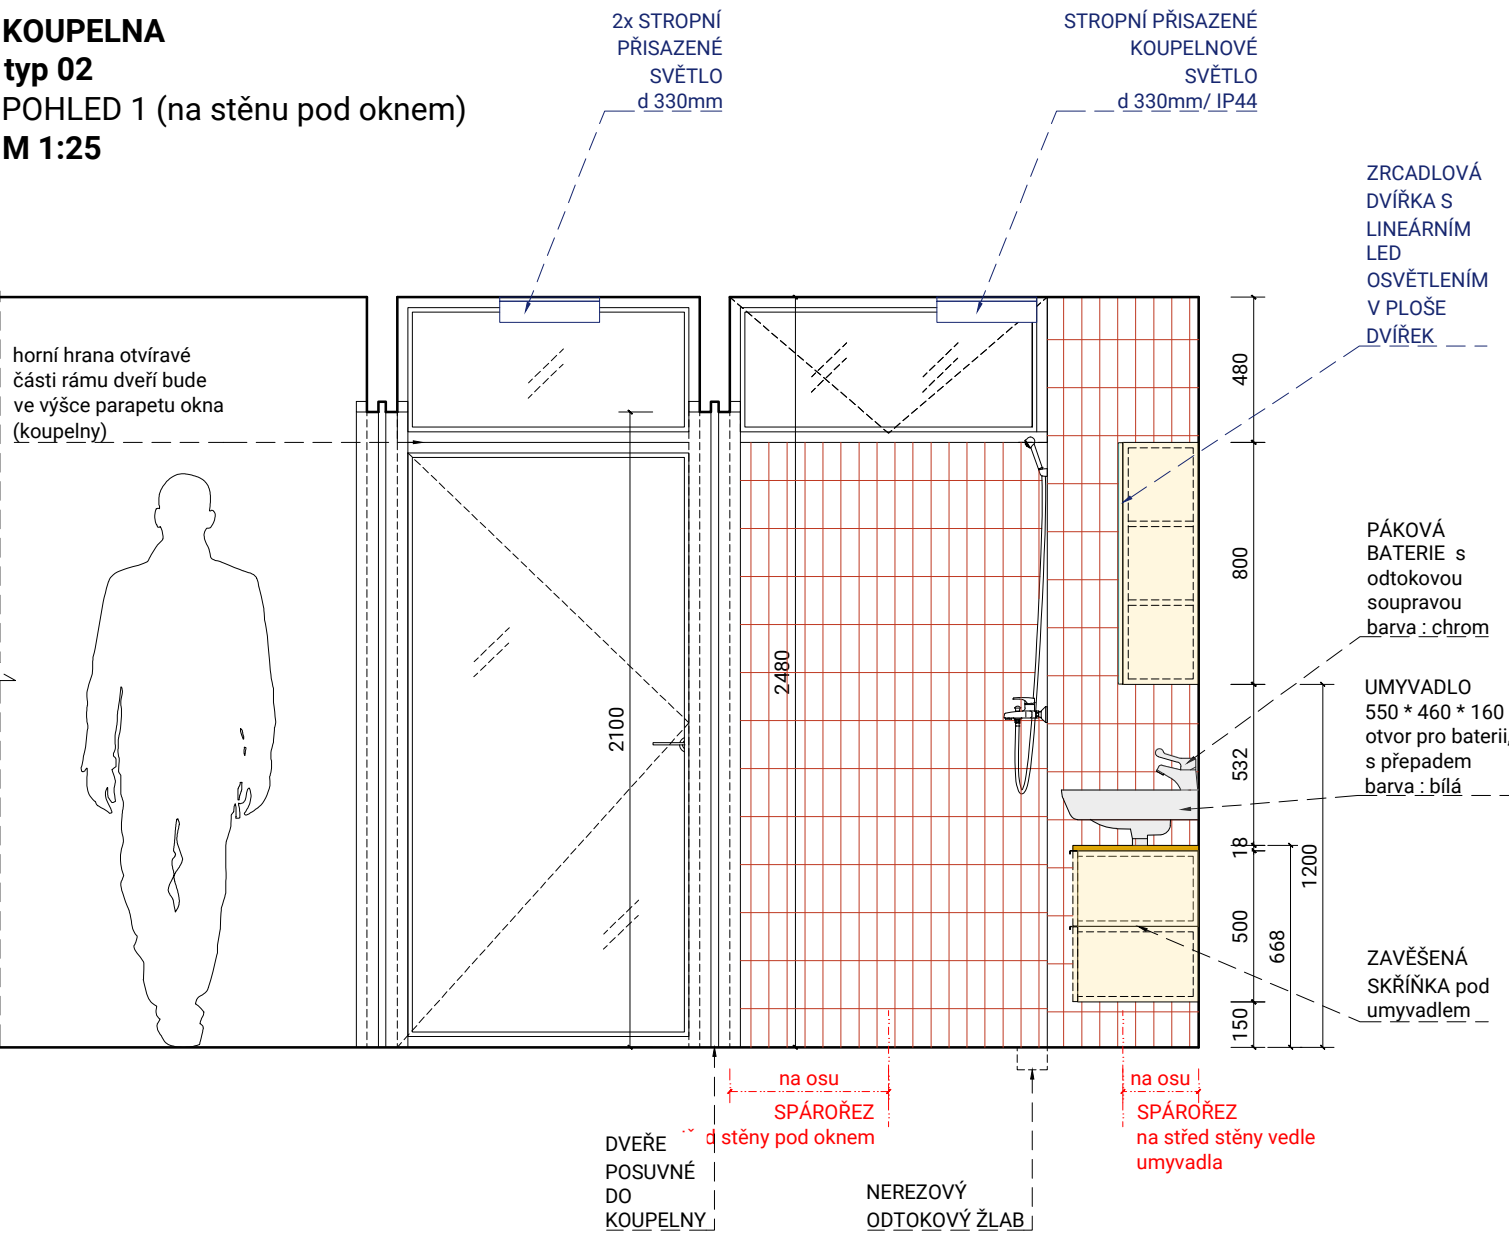 KOUPELNA
typ 02
POHLED 1 (na stěnu pod oknem)
M 1:25
2x STROPNÍ
PŘISAZENÉ
SVĚTLO
d 330mm
STROPNÍ PŘISAZENÉ
KOUPELNOVÉ
SVĚTLO
d 330mm/ IP44
ZRCADLOVÁ
DVÍŘKA S
LINEÁRNÍM
LED
OSVĚTLENÍM
V PLOŠE
DVÍŘEK
horní hrana otvíravé
části rámu dveří bude
ve výšce parapetu okna
(koupelny)
480
800
532
18
500
150
668
1200
2100
2480
PÁKOVÁ
BATERIE s
odtokovou
soupravou
barva : chrom
UMYVADLO
550 * 460 * 160
otvor pro baterii,
s přepadem
barva : bílá
ZAVĚŠENÁ
SKŘÍŇKA pod
umyvadlem
na osu
SPÁROŘEZ
d stěny pod oknem
na osu
SPÁROŘEZ
na střed stěny vedle
umyvadla
DVEŘE
POSUVNÉ
DO
KOUPELNY
NEREZOVÝ
ODTOKOVÝ ŽLAB